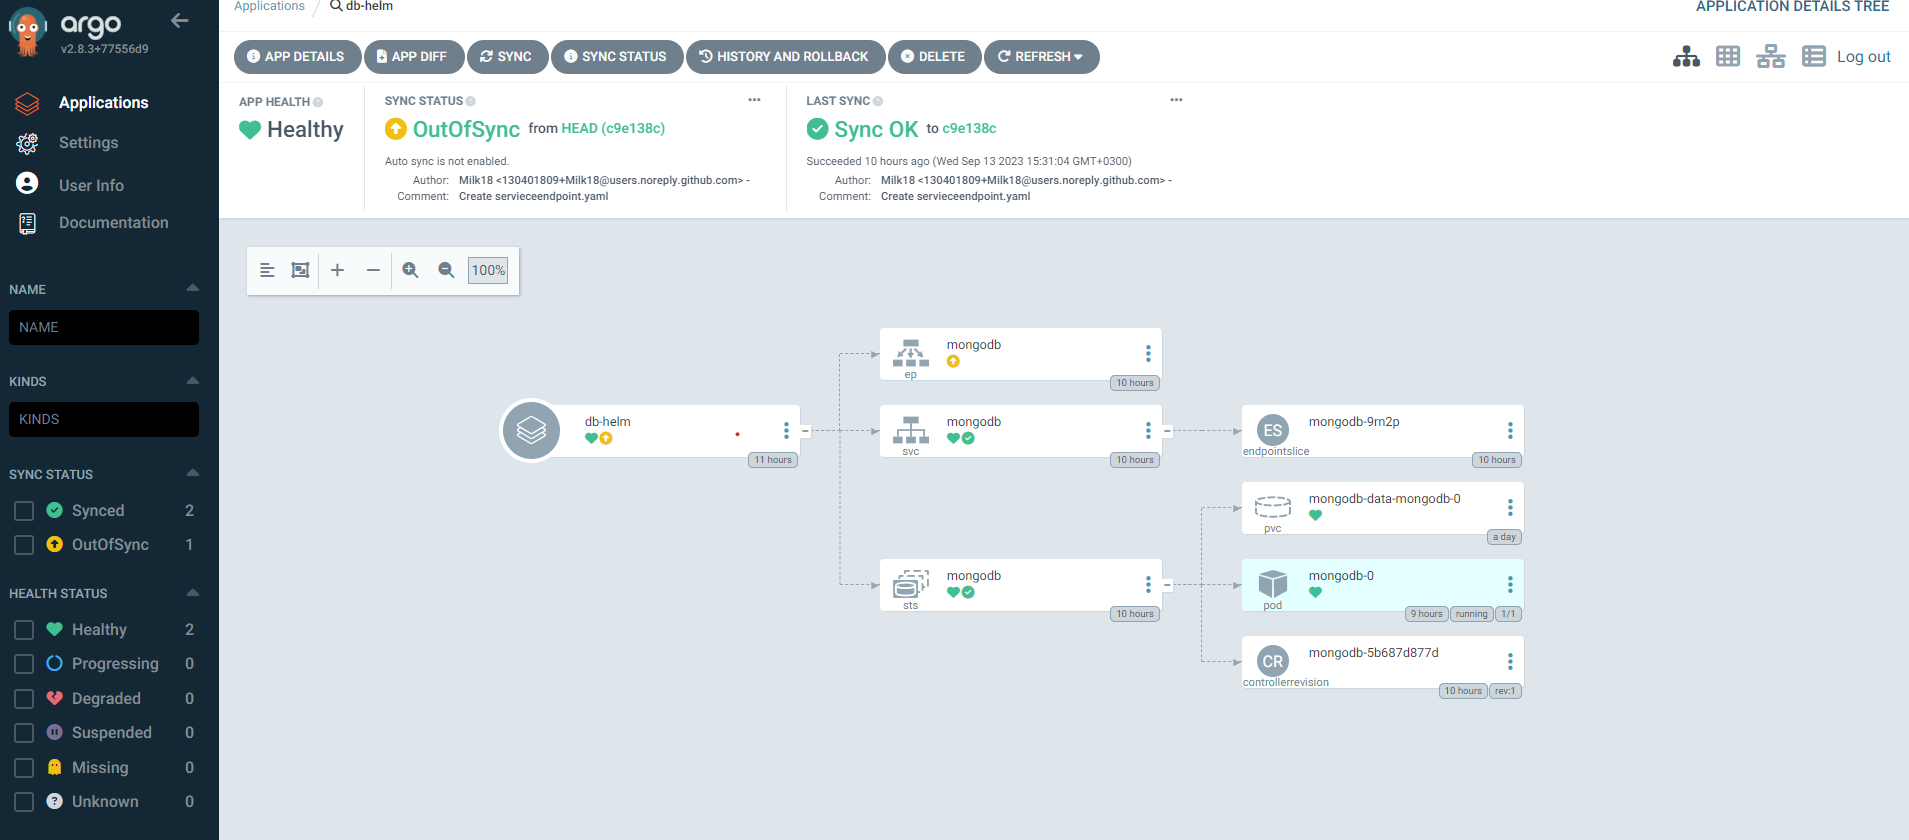 argo
v2.8.3+77556d9
Applications
Settings
User Info
Documentation
NAME
NAME
KINDS
KINDS
SYNC STATUS
Synced 2
OutOfSync 1
HEALTH STATUS
Healthy 2
Progressing 0
Degraded 0
Suspended 0
Missing 0
Unknown 0
Applications / db-helm
APPLICATION DETAILS TREE
APP DETAILS
APP DIFF
SYNC
SYNC STATUS
HISTORY AND ROLLBACK
DELETE
REFRESH
Log out
APP HEALTH
Healthy
SYNC STATUS
OutOfSync from HEAD (c9e138c)
Auto sync is not enabled.
Author: Milk18 <130401809+Milk18@users.noreply.github.com> -
Comment: Create servieceendpoint.yaml
LAST SYNC
Sync OK to c9e138c
Succeeded 10 hours ago (Wed Sep 13 2023 15:31:04 GMT+0300)
Author: Milk18 <130401809+Milk18@users.noreply.github.com> -
Comment: Create servieceendpoint.yaml
100%
db-helm
11 hours
mongodb
ep
10 hours
mongodb
svc
10 hours
mongodb
sts
10 hours
ES
endpointslice
mongodb-9rn2p
10 hours
mongodb-data-mongodb-0
pvc
a day
mongodb-0
pod
9 hours running 1/1
CR
controllerrevision
mongodb-5b687d877d
10 hours rev:1